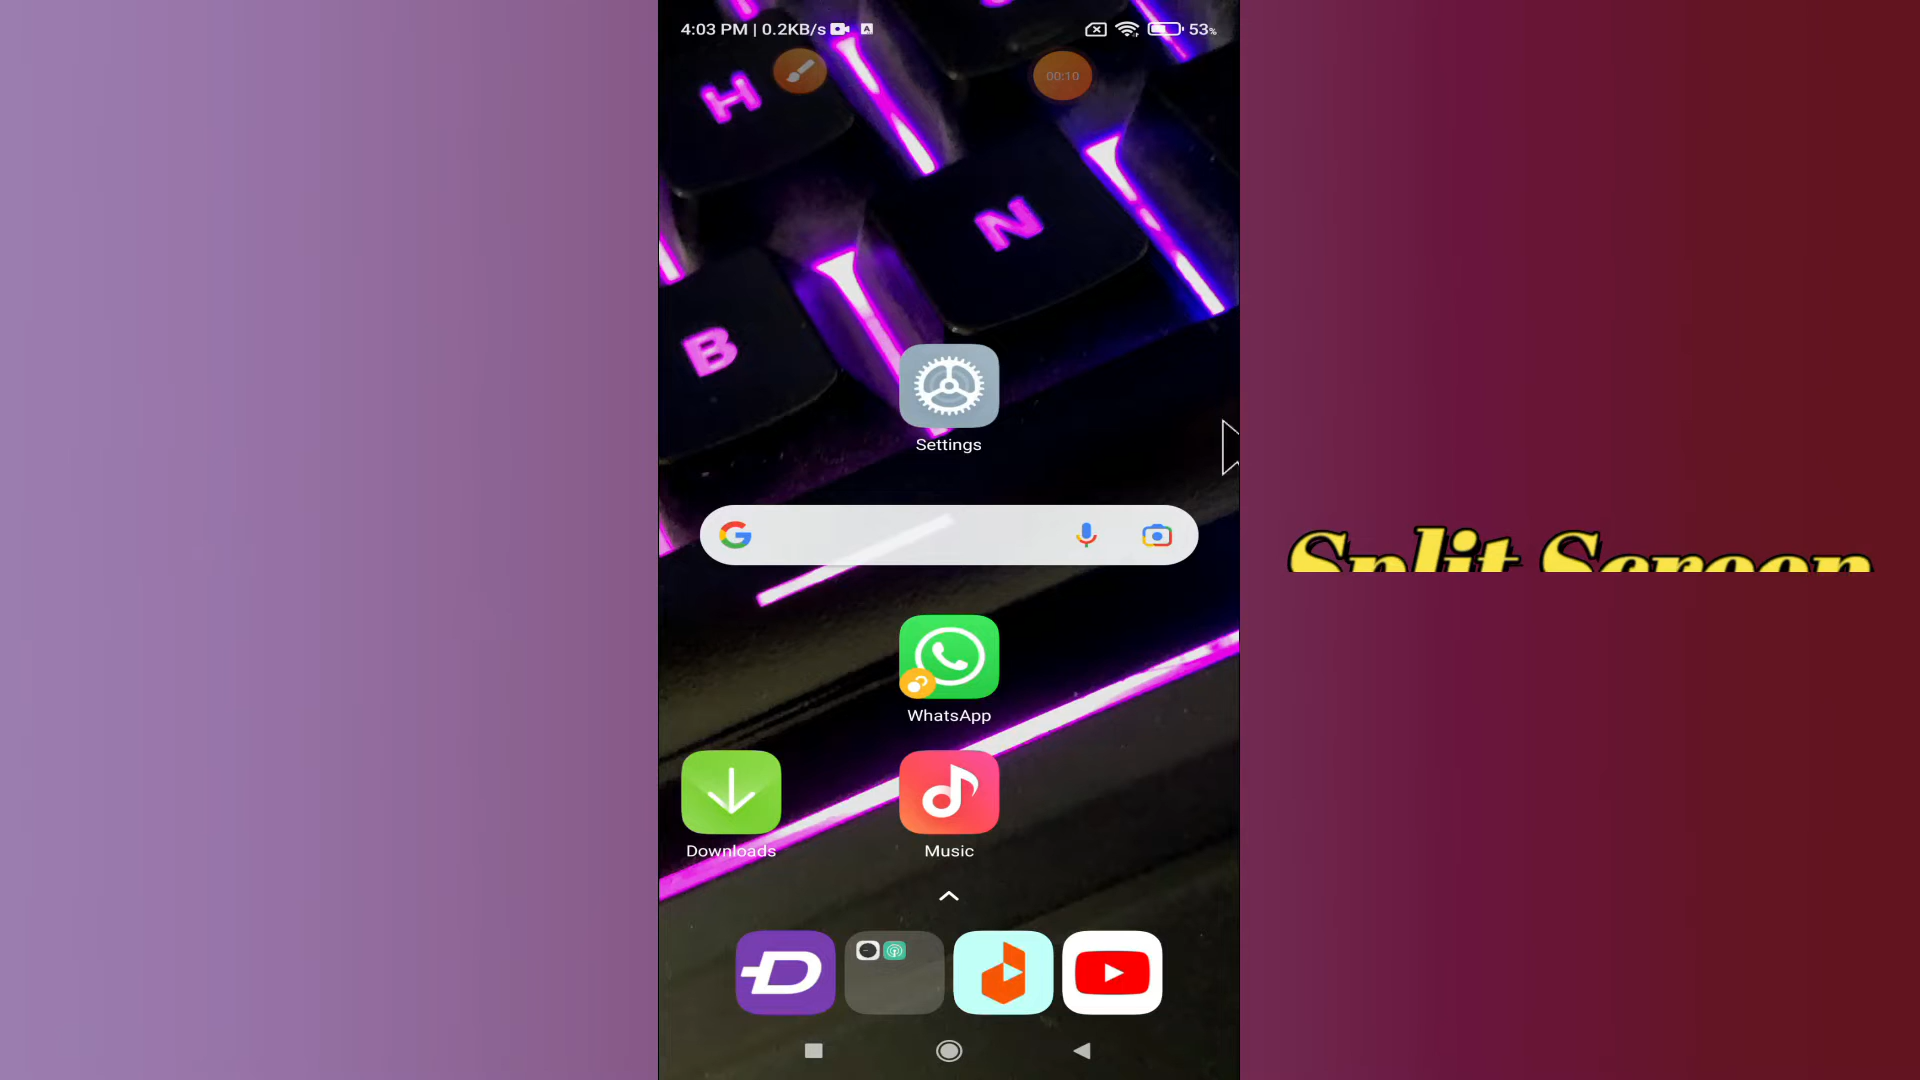 4:03 PM | 0.2KB/s
53%
00:10
H
N
B
Settings
WhatsApp
Downloads
Music
Split Screen